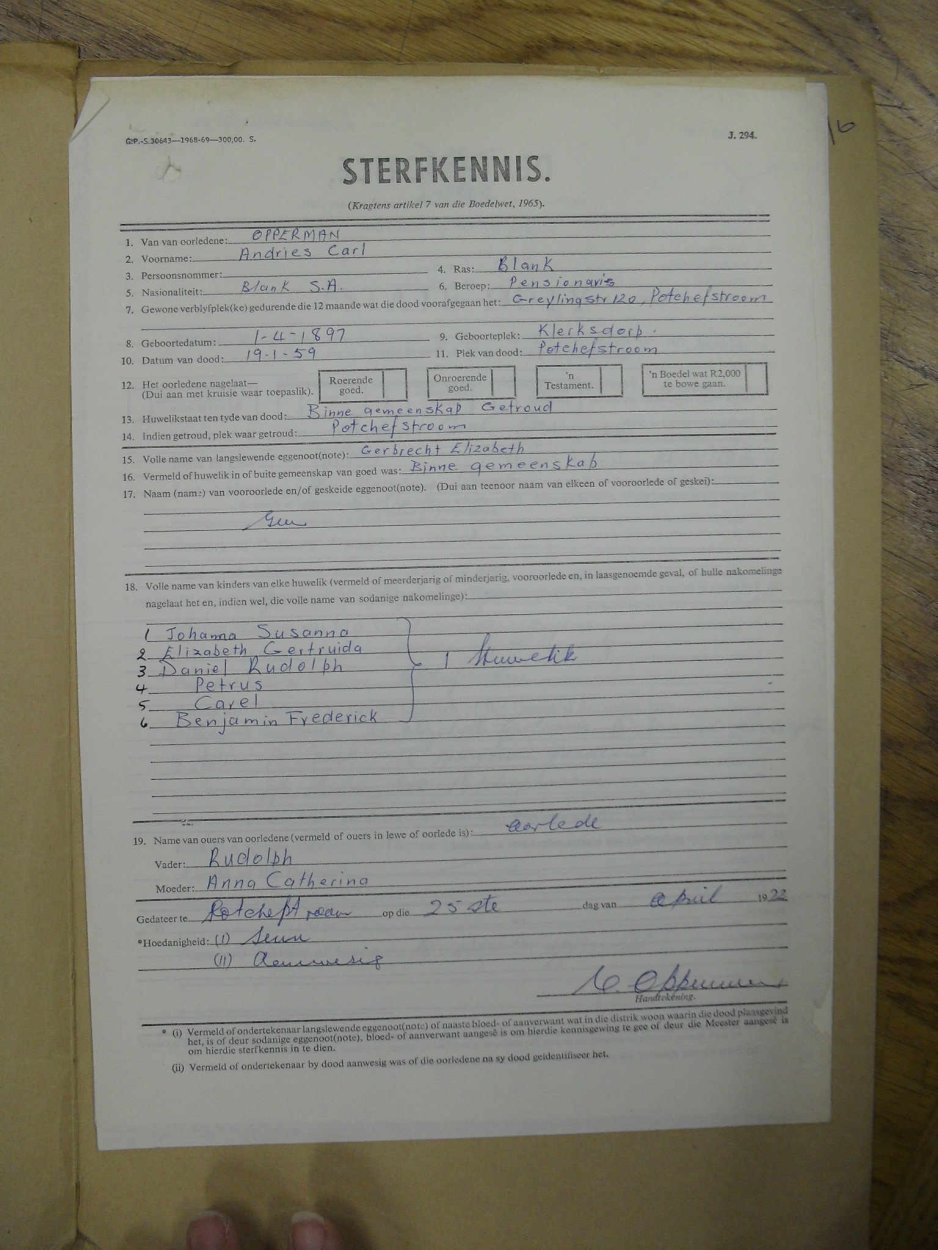 G.P.-S.30643—1968-69—300,00. S. J. 294.
STERFKENNIS.
(Kragtens artikel 7 van die Boedelwet, 1965).
1. Van van oorledene: OPPERMAN
2. Voorname: Andries Carl
3. Persoonsnommer: 4. Ras: Blank
5. Nasionaliteit: Blank S.A. 6. Beroep: Pensionaris
7. Gewone verblyfplek(ke) gedurende die 12 maande wat die dood voorafgegaan het: Greylingstr 120, Potchefstroom
8. Geboortedatum: 1-4-1897 9. Geboorteplek: Klerksdorp.
10. Datum van dood: 19-1-59 11. Plek van dood: Potchefstroom
12. Het oorledene nagelaat—
(Dui aan met kruisie waar toepaslik). Roerende goed. Onroerende goed. 'n Testament. 'n Boedel wat R2,000 te bowe gaan.
13. Huwelikstaat ten tyde van dood: Binne gemeenskap Getroud
14. Indien getroud, plek waar getroud: Potchefstroom
15. Volle name van langslewende eggenoot(note): Gerbrecht Elizabeth
16. Vermeld of huwelik in of buite gemeenskap van goed was: Binne gemeenskap
17. Naam (name) van vooroorlede en/of geskeide eggenoot(note). (Dui aan teenoor naam van elkeen of vooroorlede of geskei):
Geen
18. Volle name van kinders van elke huwelik (vermeld of meerderjarig of minderjarig, vooroorlede en, in laasgenoemde geval, of hulle nakomelinge
nagelaat het en, indien wel, die volle name van sodanige nakomelinge):
1 Johanna Susanna
2 Elizabeth Gertruida
3 Daniel Rudolph 1 Huwelik
4 Petrus
5 Carel
6 Benjamin Frederick
19. Name van ouers van oorledene (vermeld of ouers in lewe of oorlede is): oorlede
Vader: Rudolph
Moeder: Anna Catherina
Gedateer te Potchefstroom op die 25ste dag van April 19
*Hoedanigheid: (I) Seun
(II) Aanwesig
C. Opperman
Handtekening.
* (i) Vermeld of ondertekenaar langslewende eggenoot(note) of naaste bloed- of aanverwant wat in die distrik woon waarin die dood plaasgevind
het, is of deur sodanige eggenoot(note), bloed- of aanverwant aangesê is om hierdie kennisgewing te gee of deur die Meester aangesê is
om hierdie sterfkennis in te dien.
(ii) Vermeld of ondertekenaar by dood aanwesig was of die oorledene na sy dood geïdentifiseer het.